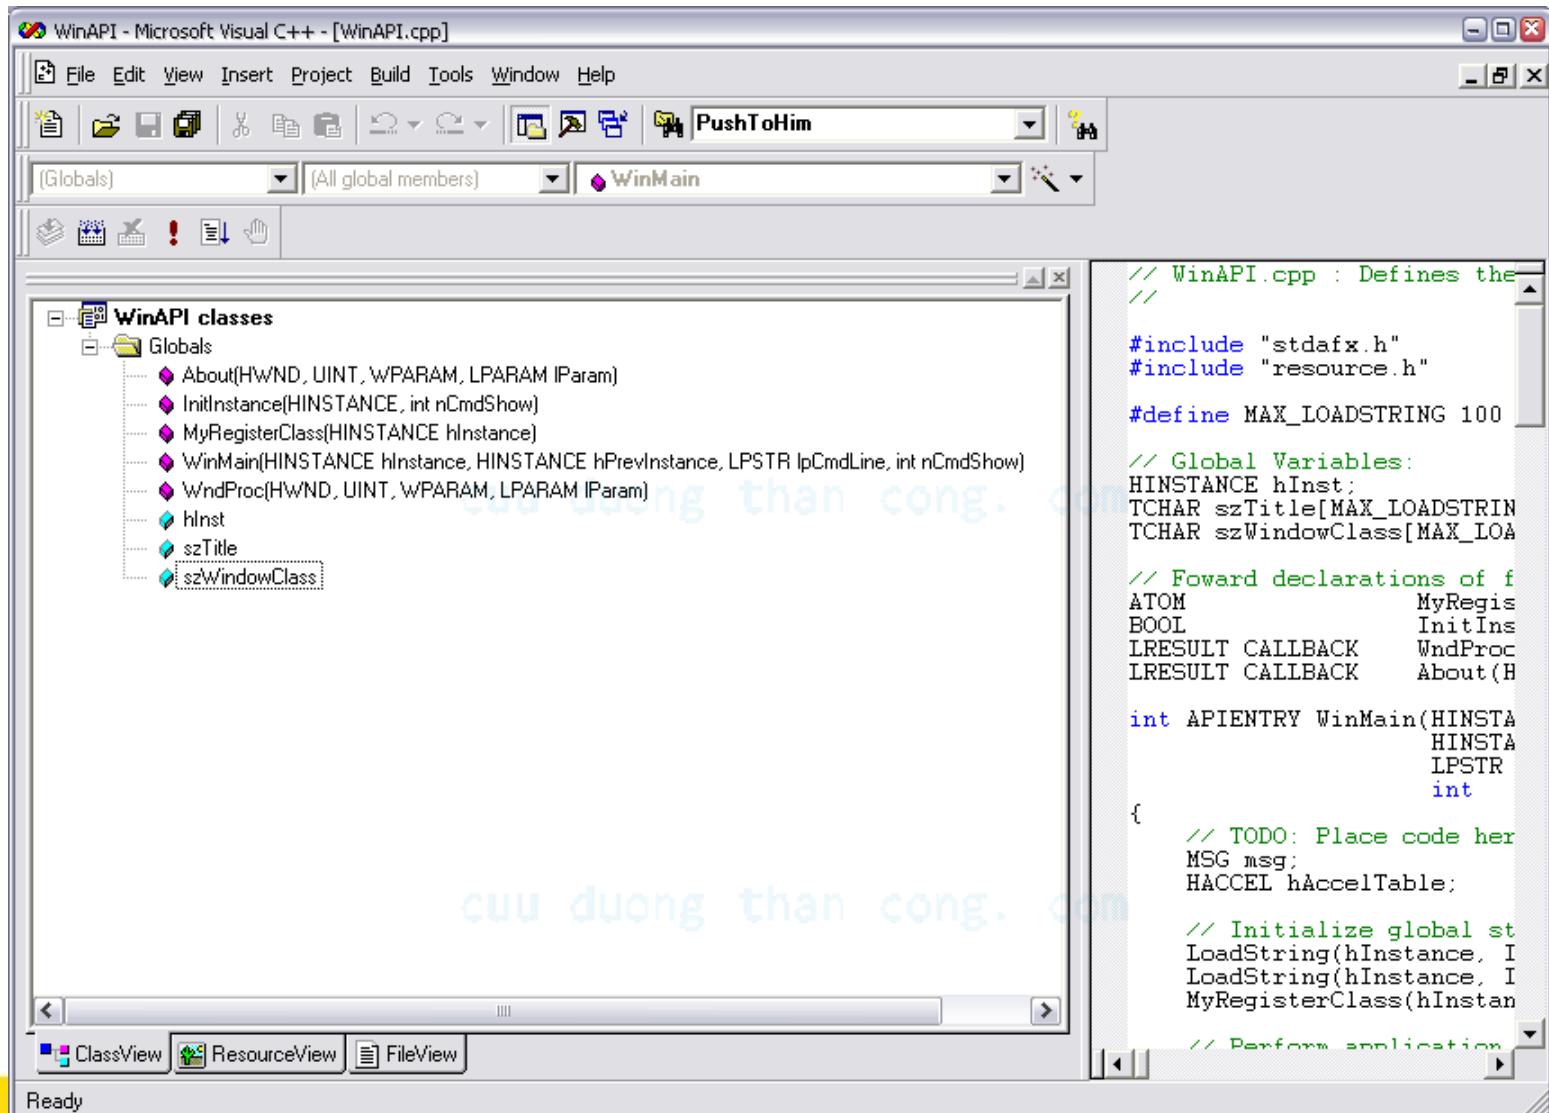 WinAPI - Microsoft Visual C++ - [WinAPI.cpp]
File Edit View Insert Project Build Tools Window Help
PushToHim
(Globals) (All global members) WinMain
WinAPI classes
Globals
About(HWND, UINT, WPARAM, LPARAM lParam)
InitInstance(HINSTANCE, int nCmdShow)
MyRegisterClass(HINSTANCE hInstance)
WinMain(HINSTANCE hInstance, HINSTANCE hPrevInstance, LPSTR lpCmdLine, int nCmdShow)
WndProc(HWND, UINT, WPARAM, LPARAM lParam)
hInst
szTitle
szWindowClass
ClassView ResourceView FileView
// WinAPI.cpp : Defines the
//
#include "stdafx.h"
#include "resource.h"
#define MAX_LOADSTRING 100
// Global Variables:
HINSTANCE hInst;
TCHAR szTitle[MAX_LOADSTRIN
TCHAR szWindowClass[MAX_LOA
// Foward declarations of f
ATOM MyRegis
BOOL InitIns
LRESULT CALLBACK WndProc
LRESULT CALLBACK About(H
int APIENTRY WinMain(HINSTA
HINSTA
LPSTR
int
{
// TODO: Place code her
MSG msg;
HACCEL hAccelTable;
// Initialize global st
LoadString(hInstance, I
LoadString(hInstance, I
MyRegisterClass(hInstan
// Perform application
cuu duong than cong. com
cuu duong than cong. com
Ready